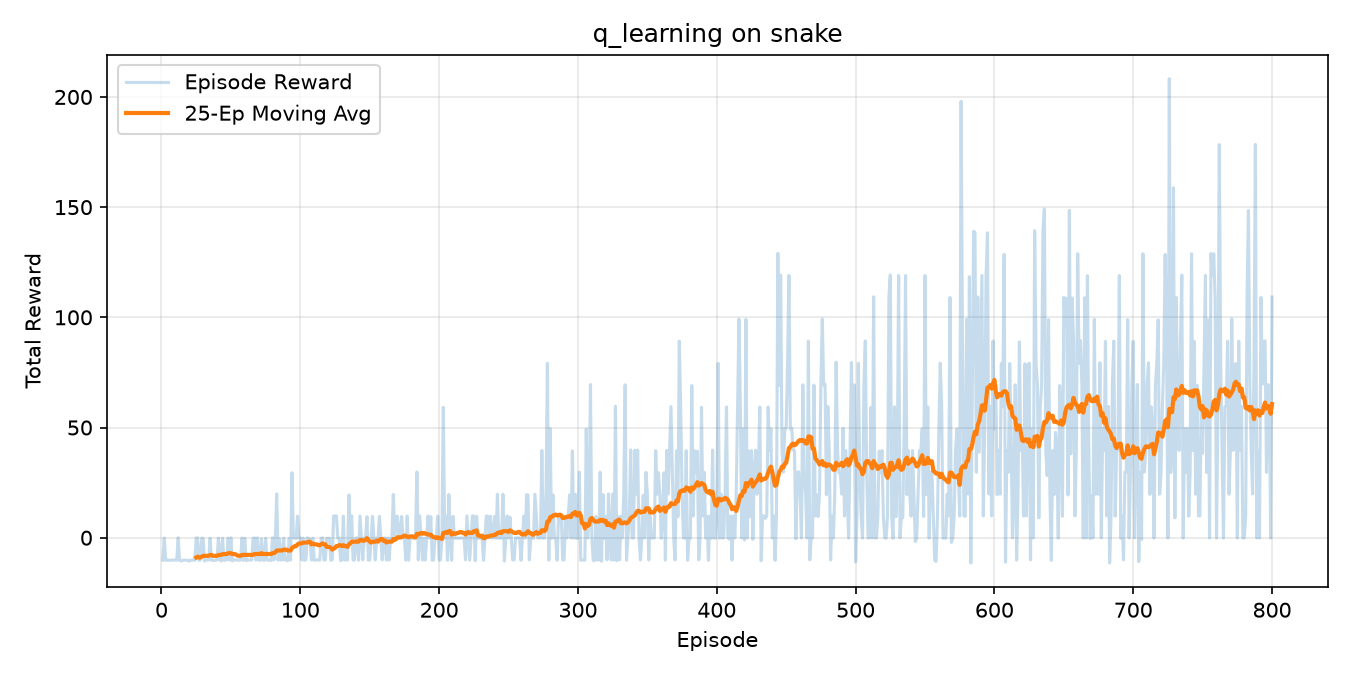 q_learning on snake
Episode Reward
25-Ep Moving Avg
Total Reward
200
150
100
50
0
0 100 200 300 400 500 600 700 800
Episode